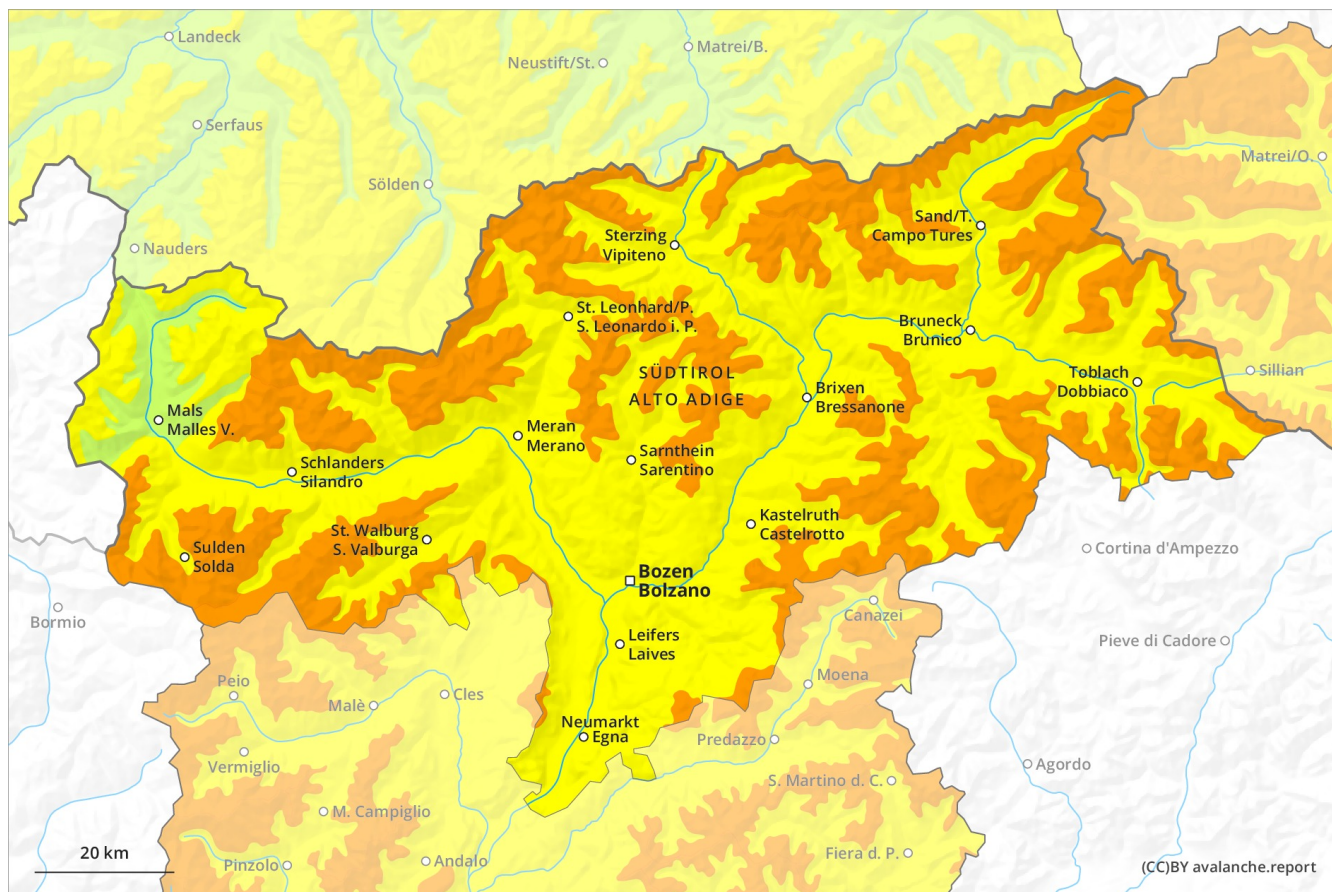 Landeck
Matrei/B.
Neustift/St.
Serfaus
Matrei/O.
Sölden
Sand/T.
Campo Tures
Sterzing
Vipiteno
Nauders
St. Leonhard/P.
S. Leonardo i. P.
Bruneck
Brunico
SÜDTIROL
ALTO ADIGE
Toblach
Dobbiaco
Sillian
Brixen
Bressanone
Mals
Malles V.
Meran
Merano
Schlanders
Silandro
Sarnthein
Sarentino
Kastelruth
Castelrotto
St. Walburg
S. Valburga
Sulden
Solda
Cortina d'Ampezzo
Bozen
Bolzano
Bormio
Canazei
Leifers
Laives
Pieve di Cadore
Peio
Moena
Malè
Cles
Neumarkt
Egna
Predazzo
Vermiglio
Agordo
S. Martino d. C.
M. Campiglio
20 km
Pinzolo
Andalo
Fiera d. P.
(CC)BY avalanche.report